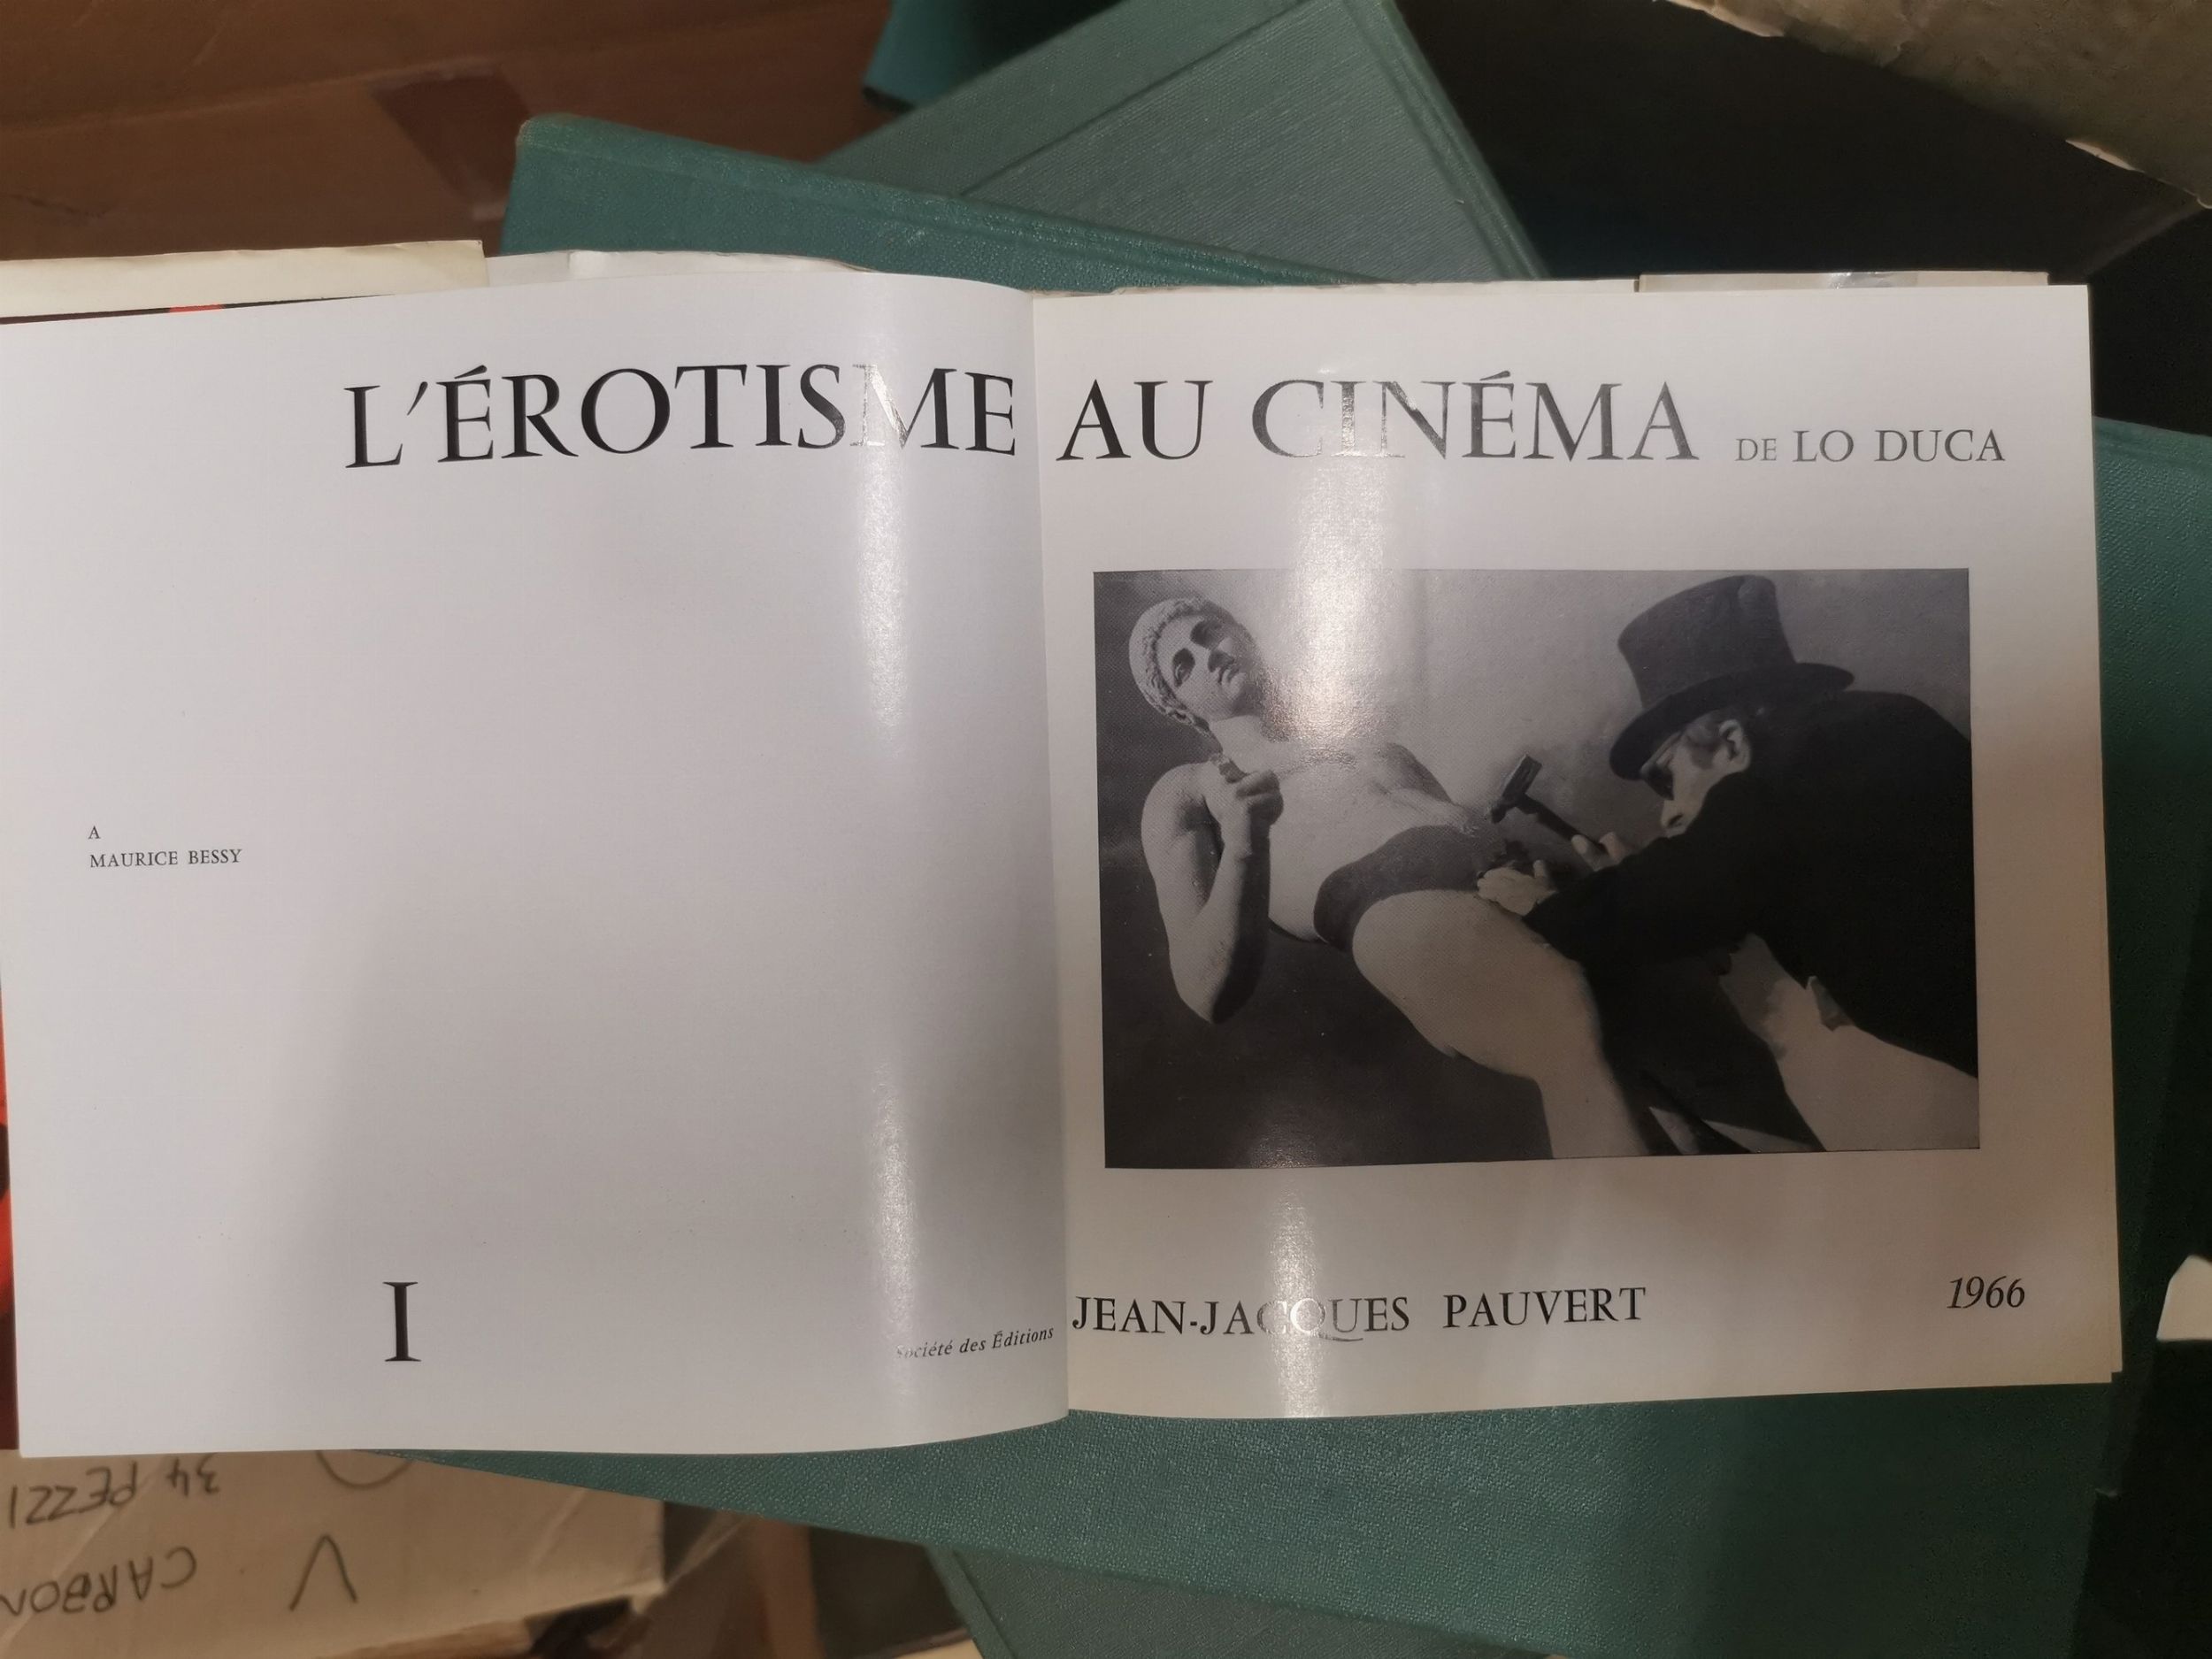 L'ÉROTISME AU CINÉMA DE LO DUCA
A
MAURICE BESSY
I
Société des Éditions JEAN-JACQUES PAUVERT 1966
34 PEZZI
V CARBON